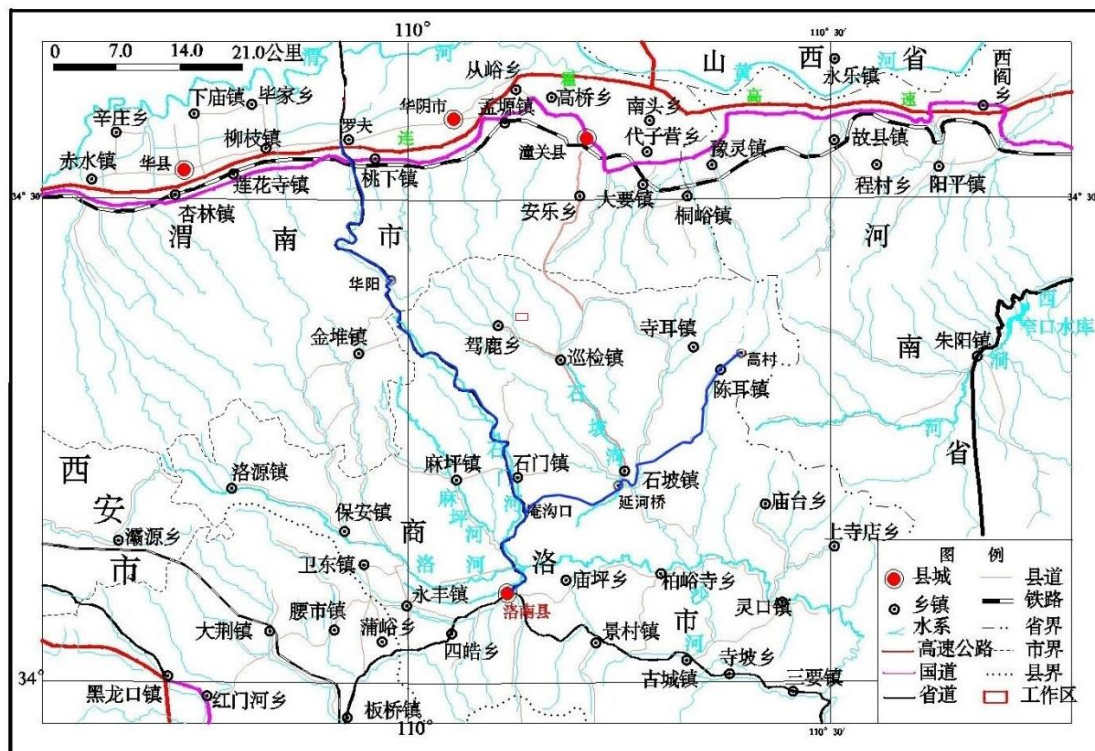 110°
110° 30′
0 7.0 14.0 21.0公里
渭 河
山 西 省
黄 河
霍
连
高
速
从峪乡
永乐镇
西阎乡
下庙镇
毕家乡
华阴市
孟塬镇
高桥乡
南头乡
辛庄乡
柳枝镇
罗夫
代子营乡
潼关县
豫灵镇
故县镇
赤水镇
华县
莲花寺镇
桃下镇
程村乡
阳平镇
34° 30′
34° 30′
杏林镇
安乐乡
大要镇
桐峪镇
渭 南 市
河
华阳
西
涧
河
窄口水库
金堆镇
驾鹿乡
巡检镇
寺耳镇
高村
陈耳镇
南
朱阳镇
石坡河
省
西安市
洛源镇
麻坪镇
石门镇
石坡镇
麻坪河
石门河
庵沟口
延河桥
庙台乡
保安镇
商
灞源乡
上寺店乡
卫东镇
洛河
洛
庙坪乡
柏峪寺乡
永丰镇
洛南县
沙
河
灵口镇
腰市镇
大荆镇
蒲峪乡
四皓镇
景村镇
市
古城镇
寺坡乡
三要镇
34°
34°
黑龙口镇
红门河乡
板桥镇
110°
110° 30′
图 例
县城
县道
乡镇
铁路
水系
省界
高速公路
市界
国道
县界
省道
工作区